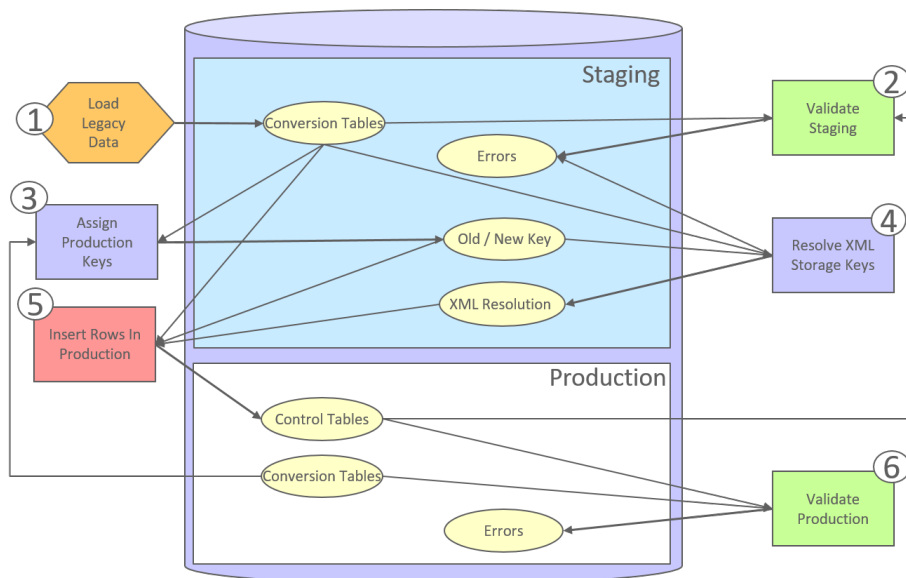 Staging
1
Load
Legacy
Data
Conversion Tables
2
Validate
Staging
Errors
3
Assign
Production
Keys
Old / New Key
4
Resolve XML
Storage Keys
XML Resolution
5
Insert Rows In
Production
Production
Control Tables
Conversion Tables
6
Validate
Production
Errors